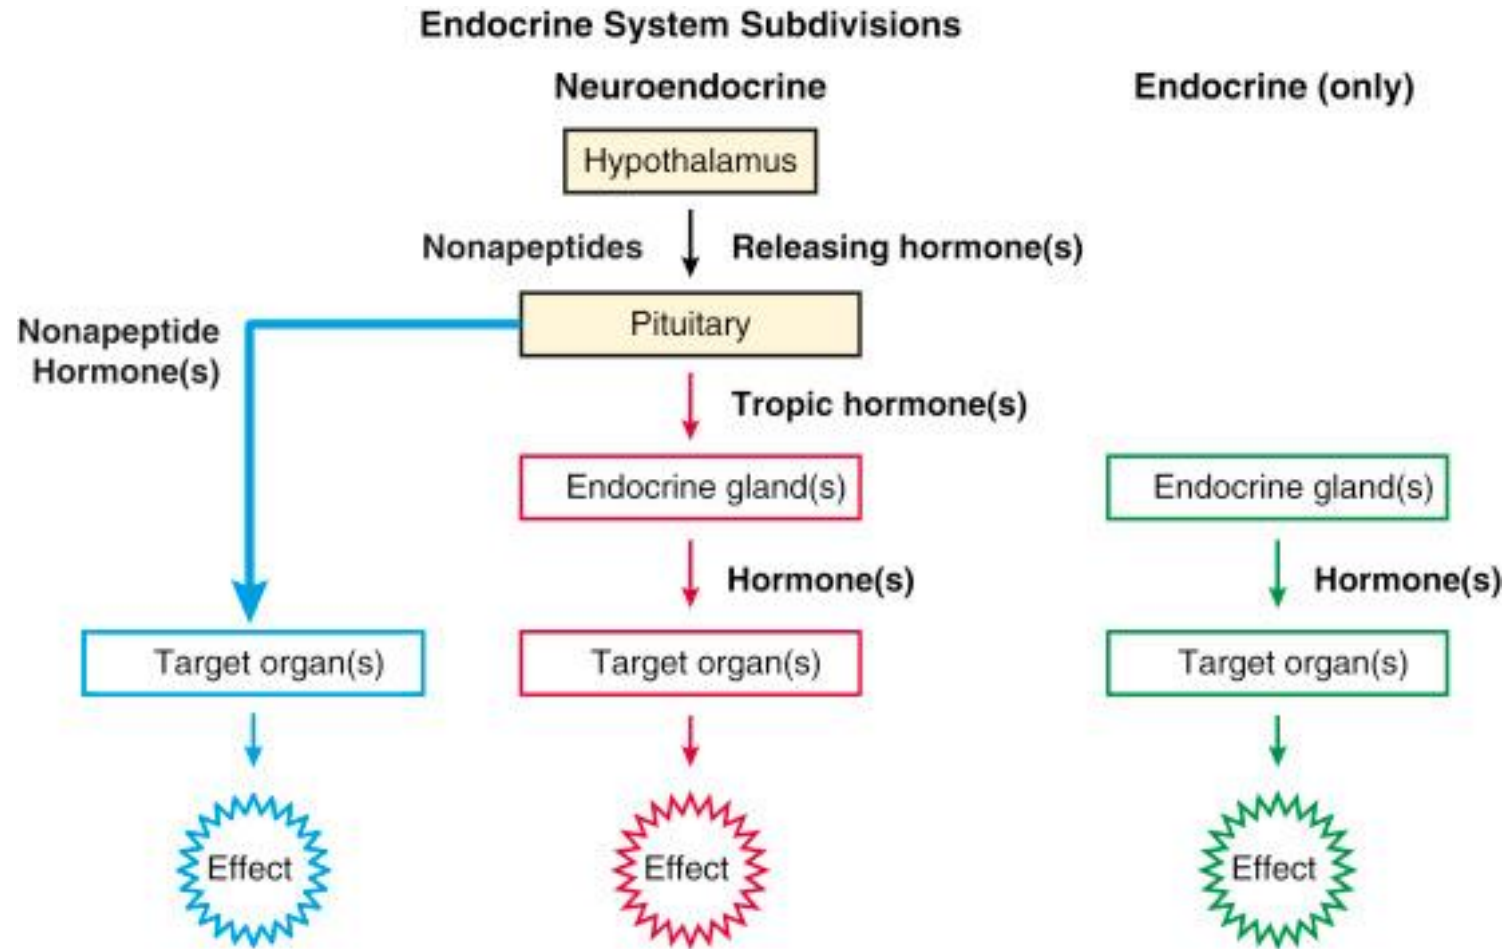 Endocrine System Subdivisions
Neuroendocrine
Endocrine (only)
Hypothalamus
Nonapeptides
Releasing hormone(s)
Pituitary
Nonapeptide
Hormone(s)
Tropic hormone(s)
Endocrine gland(s)
Endocrine gland(s)
Hormone(s)
Hormone(s)
Target organ(s)
Target organ(s)
Target organ(s)
Effect
Effect
Effect